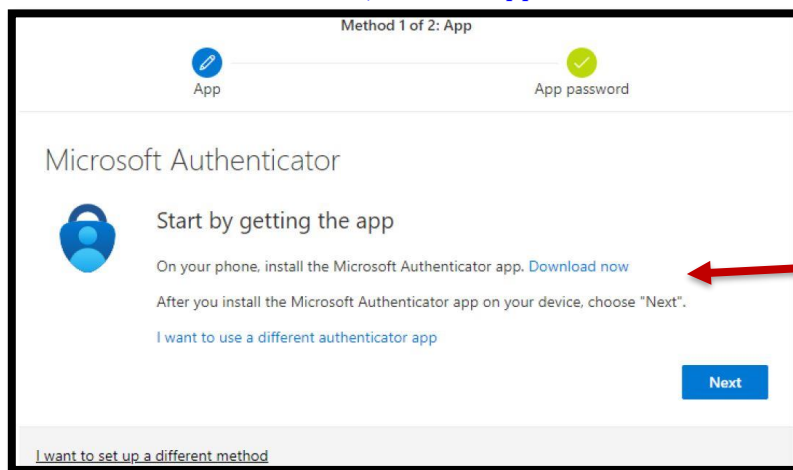 Method 1 of 2: App
App
App password
Microsoft Authenticator
Start by getting the app
On your phone, install the Microsoft Authenticator app. Download now
After you install the Microsoft Authenticator app on your device, choose "Next".
I want to use a different authenticator app
Next
I want to set up a different method